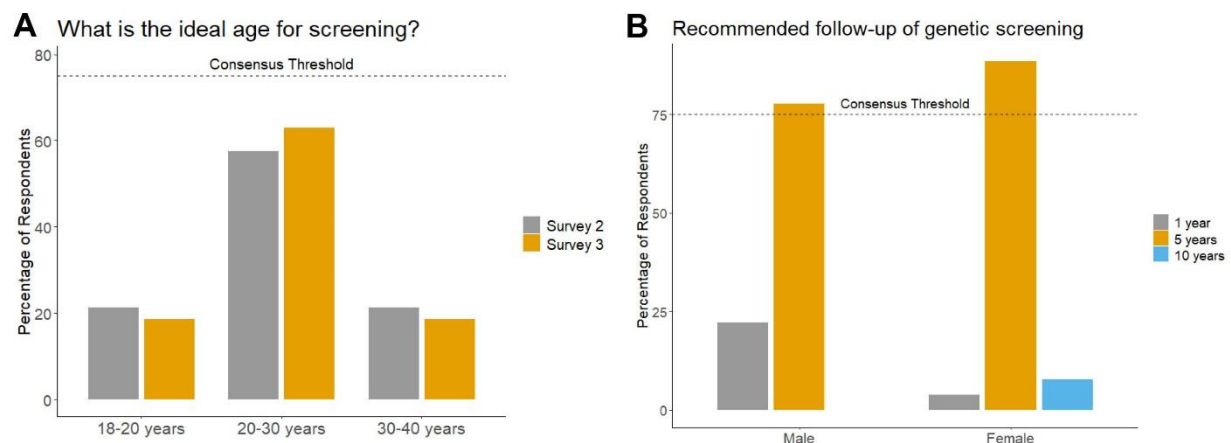 A What is the ideal age for screening?
80
Consensus Threshold
60
40
20
0
Percentage of Respondents
18-20 years 20-30 years 30-40 years
Survey 2
Survey 3
B Recommended follow-up of genetic screening
Consensus Threshold
75
50
25
0
Percentage of Respondents
Male Female
1 year
5 years
10 years